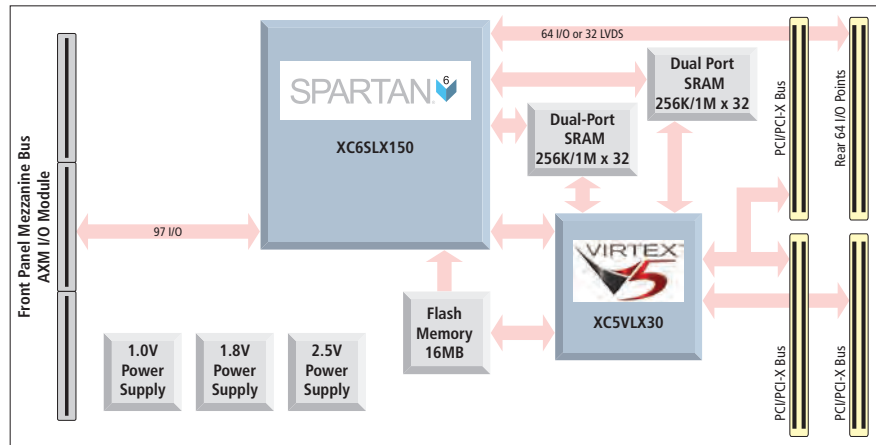 Front Panel Mezzanine Bus
AXM I/O Module
97 I/O
SPARTAN 6
XC6SLX150
64 I/O or 32 LVDS
Dual Port
SRAM
256K/1M x 32
Dual-Port
SRAM
256K/1M x 32
PCI/PCI-X Bus
Rear 64 I/O Points
VIRTEX
5
XC5VLX30
Flash
Memory
16MB
1.0V
Power
Supply
1.8V
Power
Supply
2.5V
Power
Supply
PCI/PCI-X Bus
PCI/PCI-X Bus